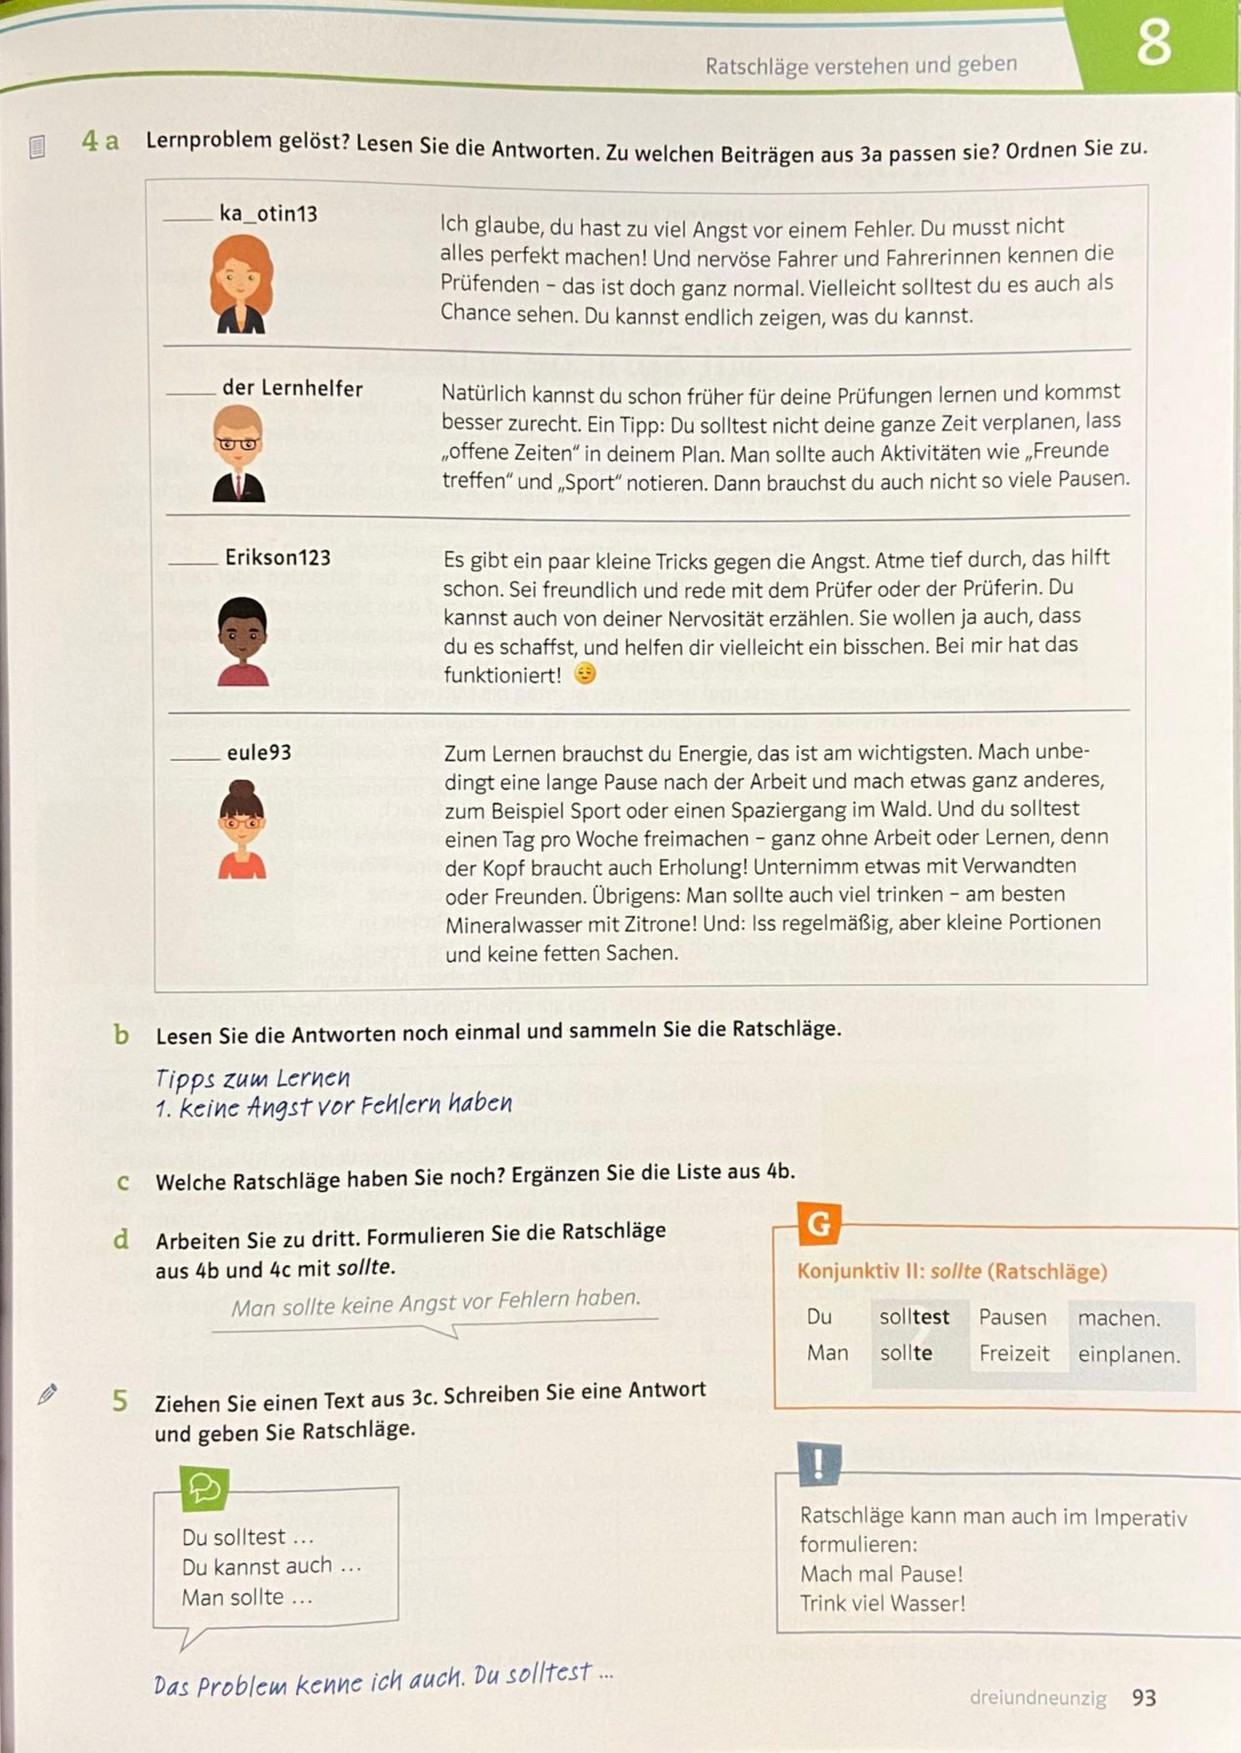 Ratschläge verstehen und geben
8
4 a Lernproblem gelöst? Lesen Sie die Antworten. Zu welchen Beiträgen aus 3a passen sie? Ordnen Sie zu.
____ ka_otin13
Ich glaube, du hast zu viel Angst vor einem Fehler. Du musst nicht
alles perfekt machen! Und nervöse Fahrer und Fahrerinnen kennen die
Prüfenden – das ist doch ganz normal. Vielleicht solltest du es auch als
Chance sehen. Du kannst endlich zeigen, was du kannst.
____ der Lernhelfer
Natürlich kannst du schon früher für deine Prüfungen lernen und kommst
besser zurecht. Ein Tipp: Du solltest nicht deine ganze Zeit verplanen, lass
„offene Zeiten“ in deinem Plan. Man sollte auch Aktivitäten wie „Freunde
treffen“ und „Sport“ notieren. Dann brauchst du auch nicht so viele Pausen.
____ Erikson123
Es gibt ein paar kleine Tricks gegen die Angst. Atme tief durch, das hilft
schon. Sei freundlich und rede mit dem Prüfer oder der Prüferin. Du
kannst auch von deiner Nervosität erzählen. Sie wollen ja auch, dass
du es schaffst, und helfen dir vielleicht ein bisschen. Bei mir hat das
funktioniert! 😌
____ eule93
Zum Lernen brauchst du Energie, das ist am wichtigsten. Mach unbe-
dingt eine lange Pause nach der Arbeit und mach etwas ganz anderes,
zum Beispiel Sport oder einen Spaziergang im Wald. Und du solltest
einen Tag pro Woche freimachen – ganz ohne Arbeit oder Lernen, denn
der Kopf braucht auch Erholung! Unternimm etwas mit Verwandten
oder Freunden. Übrigens: Man sollte auch viel trinken – am besten
Mineralwasser mit Zitrone! Und: Iss regelmäßig, aber kleine Portionen
und keine fetten Sachen.
b Lesen Sie die Antworten noch einmal und sammeln Sie die Ratschläge.
Tipps zum Lernen
1. keine Angst vor Fehlern haben
c Welche Ratschläge haben Sie noch? Ergänzen Sie die Liste aus 4b.
d Arbeiten Sie zu dritt. Formulieren Sie die Ratschläge
aus 4b und 4c mit sollte.
Man sollte keine Angst vor Fehlern haben.
G
Konjunktiv II: sollte (Ratschläge)
Du solltest Pausen machen.
Man sollte Freizeit einplanen.
5 Ziehen Sie einen Text aus 3c. Schreiben Sie eine Antwort
und geben Sie Ratschläge.
Du solltest ...
Du kannst auch ...
Man sollte ...
!
Ratschläge kann man auch im Imperativ
formulieren:
Mach mal Pause!
Trink viel Wasser!
Das Problem kenne ich auch. Du solltest ...
dreiundneunzig 93